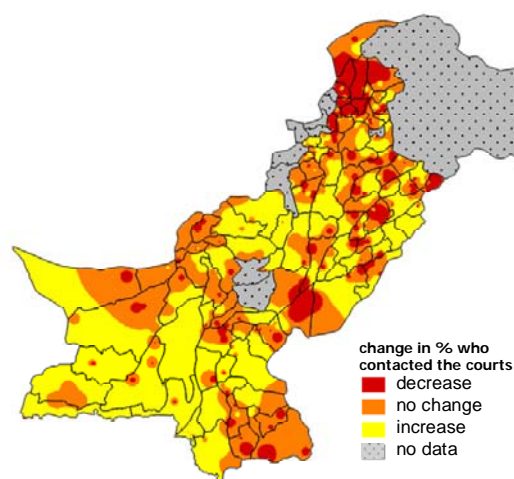 change in % who
contacted the courts
decrease
no change
increase
no data